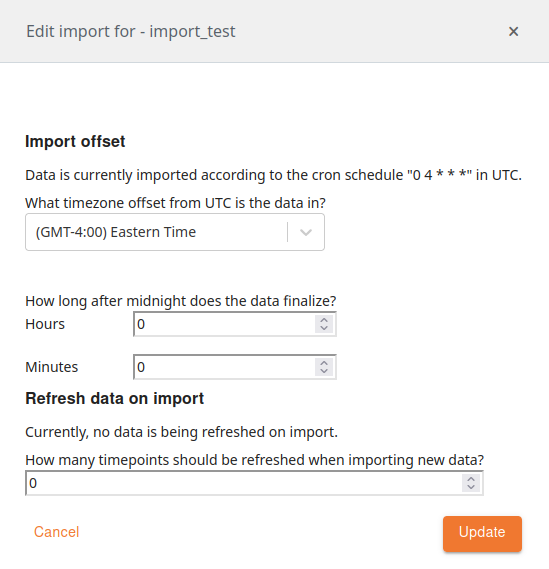 Edit import for - import_test ×
Import offset
Data is currently imported according to the cron schedule "0 4 * * *" in UTC.
What timezone offset from UTC is the data in?
(GMT-4:00) Eastern Time
How long after midnight does the data finalize?
Hours 0
Minutes 0
Refresh data on import
Currently, no data is being refreshed on import.
How many timepoints should be refreshed when importing new data?
0
Cancel Update